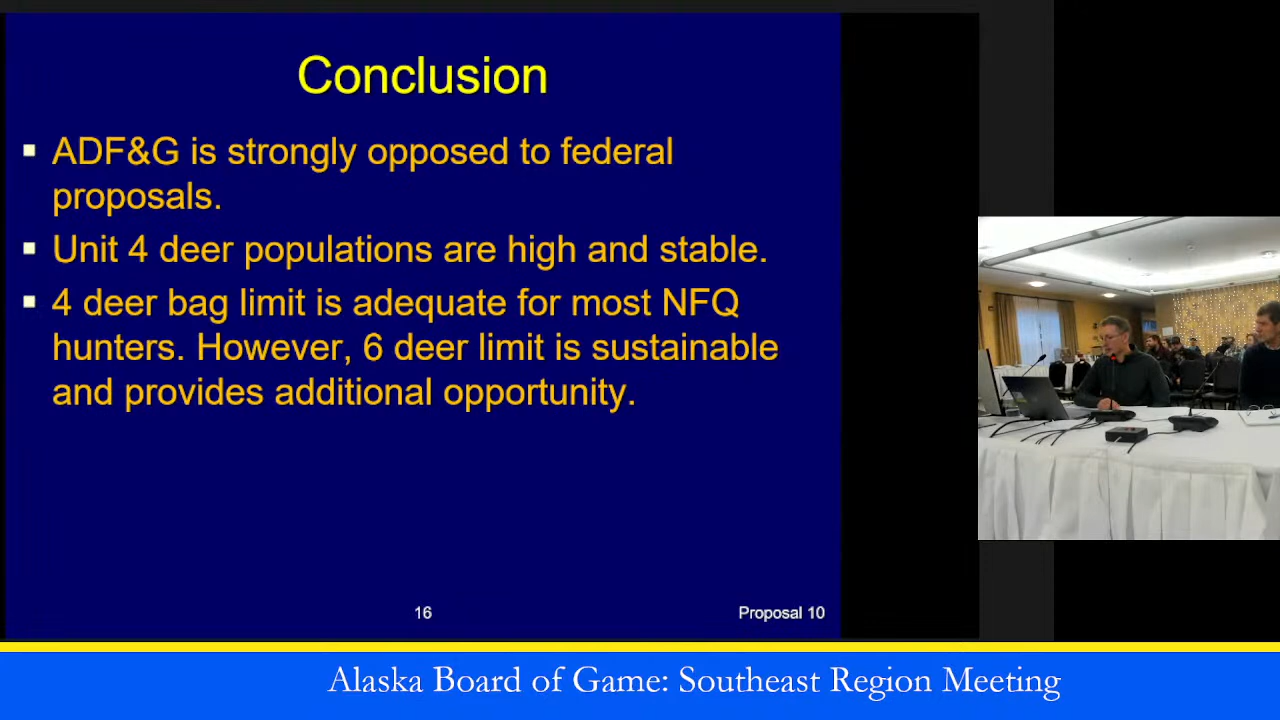 Conclusion
ADF&G is strongly opposed to federal
proposals.
Unit 4 deer populations are high and stable.
4 deer bag limit is adequate for most NFQ
hunters. However, 6 deer limit is sustainable
and provides additional opportunity.
16
Proposal 10
Alaska Board of Game: Southeast Region Meeting